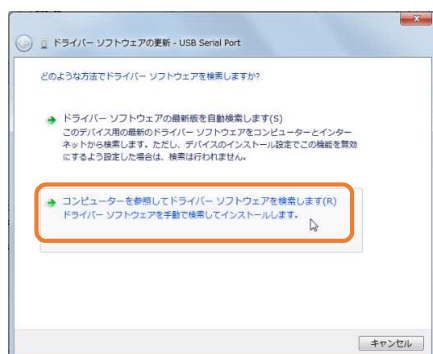 ドライバー ソフトウェアの更新 - USB Serial Port
どのような方法でドライバー ソフトウェアを検索しますか?
ドライバー ソフトウェアの最新版を自動検索します(S)
このデバイス用の最新のドライバー ソフトウェアをコンピューターとインター
ネットから検索します。ただし、デバイスのインストール設定でこの機能を無効
にするよう設定した場合は、検索は行われません。
コンピューターを参照してドライバー ソフトウェアを検索します(R)
ドライバー ソフトウェアを手動で検索してインストールします。
キャンセル